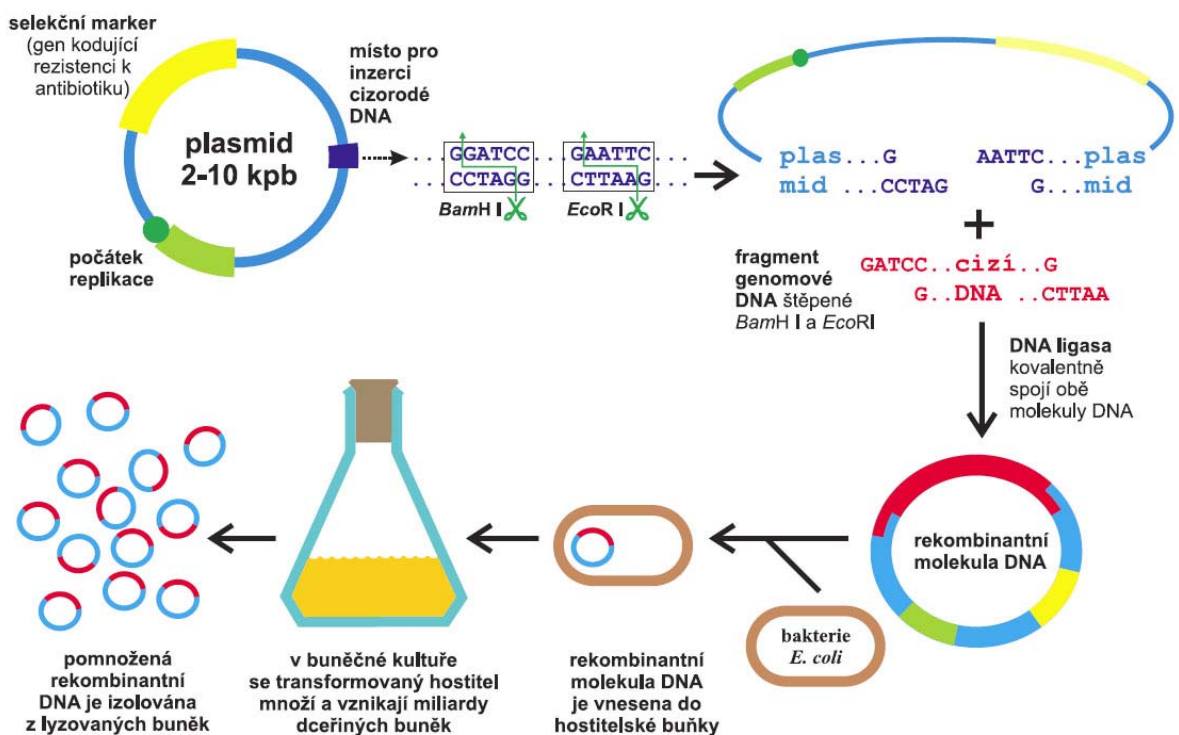 selekční marker
(gen kodující
rezistenci k
antibiotiku)
plasmid
2-10 kpb
počátek
replikace
místo pro
inzerci
cizorodé
DNA
...GGATCC...GAATTC...
...CCTAGG...CTTAAG...
BamH I
EcoR I
plas...G
AATTC...plas
mid ...CCTAG
G...mid
+
fragment
genomové
DNA štěpené
BamH I a EcoRI
GATCC..cizí..G
G..DNA ..CTTAA
DNA ligasa
kovalentně
spojí obě
molekuly DNA
rekombinantní
molekula DNA
bakterie
E. coli
rekombinantní
molekula DNA
je vnesena do
hostitelské buňky
v buněčné kultuře
se transformovaný hostitel
množí a vznikají miliardy
dceřiných buněk
pomnožená
rekombinantní
DNA je izolována
z lyzovaných buněk